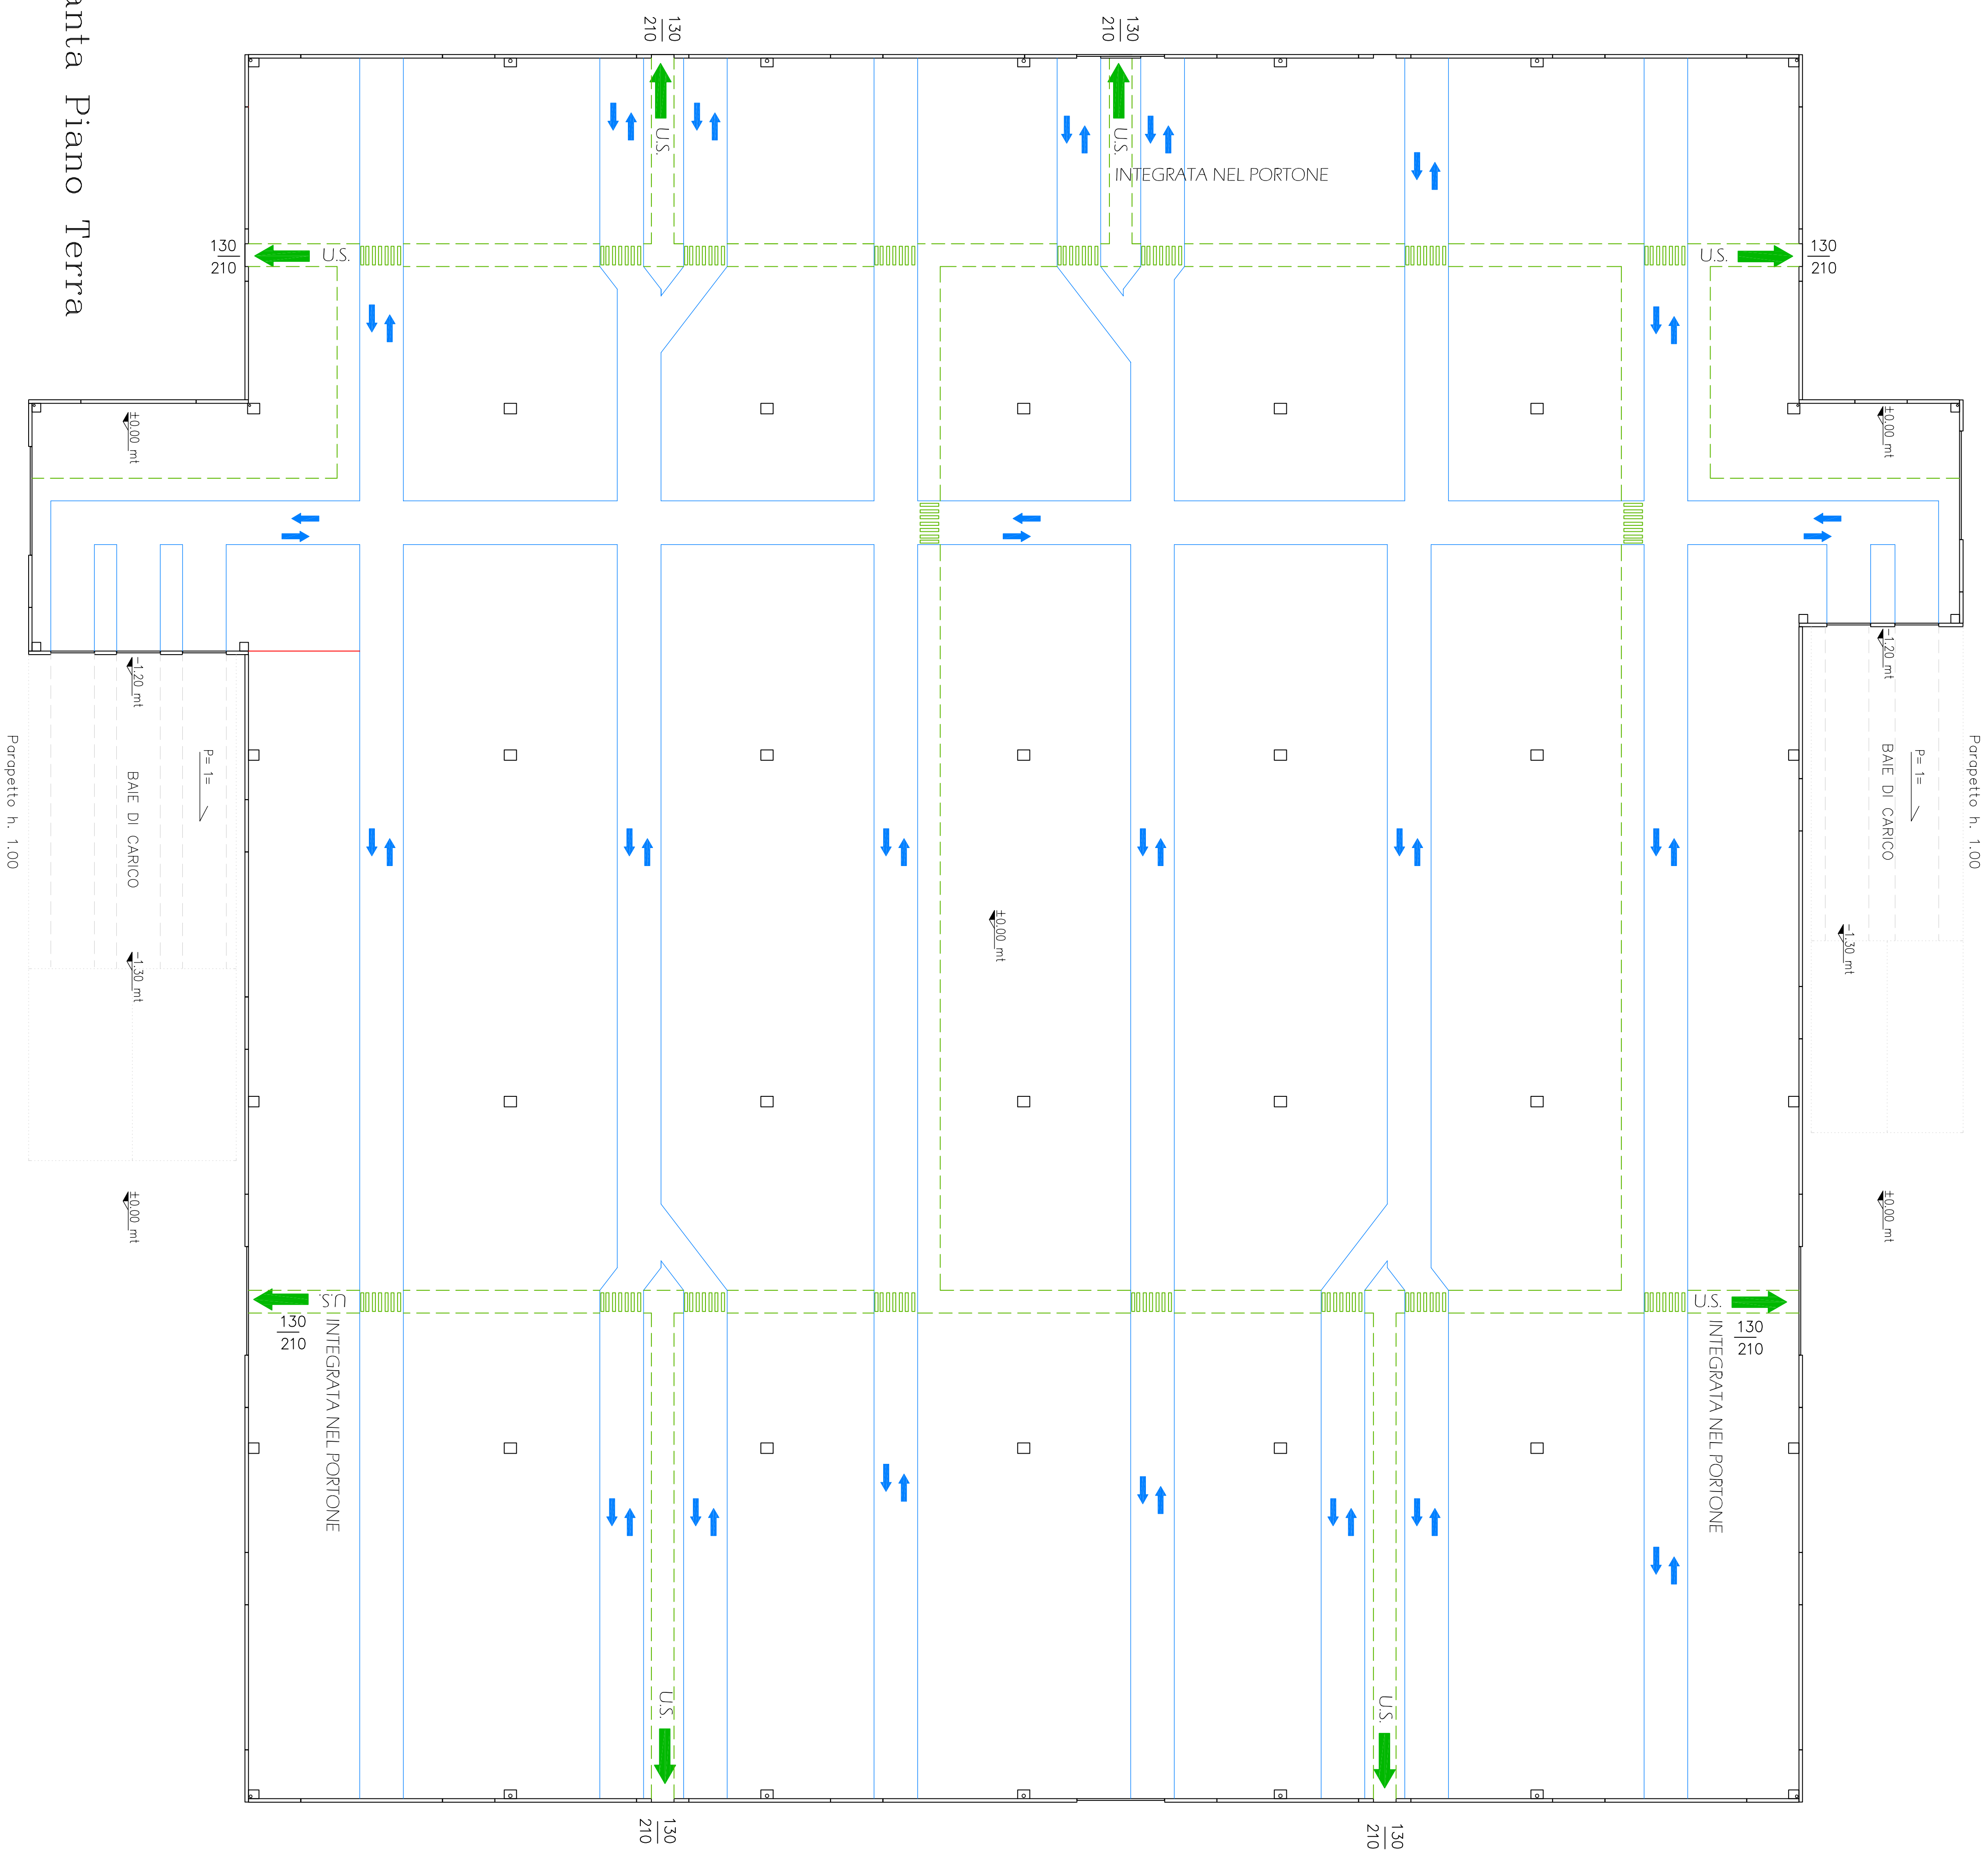 130
210
130
210
U.S.
U.S.
INTEGRATA NEL PORTONE
130
210
U.S.
U.S.
130
210
anta Piano Terra
±0.00 mt
±0.00 mt
-1.20 mt
-1.20 mt
P= 1=
P= 1=
BAIE DI CARICO
BAIE DI CARICO
Parapetto h. 1.00
Parapetto h. 1.00
±0.00 mt
-1.30 mt
-1.30 mt
±0.00 mt
±0.00 mt
U.S.
U.S.
130
210
130
210
INTEGRATA NEL PORTONE
INTEGRATA NEL PORTONE
U.S.
U.S.
130
210
130
210